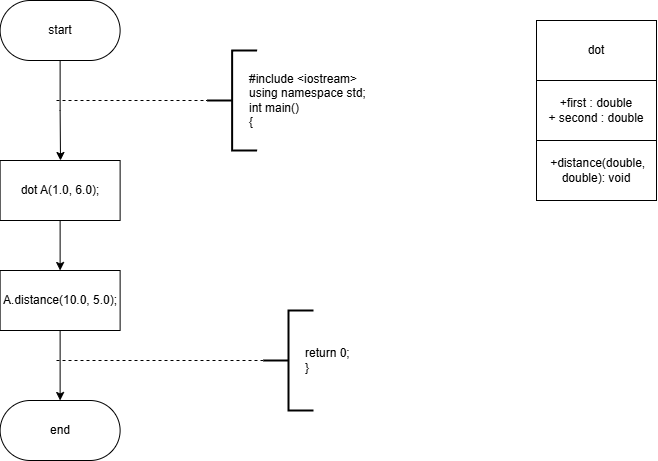 start
#include <iostream>
using namespace std;
int main()
{
dot A(1.0, 6.0);
A.distance(10.0, 5.0);
return 0;
}
end
dot
+first : double
+ second : double
+distance(double,
double): void